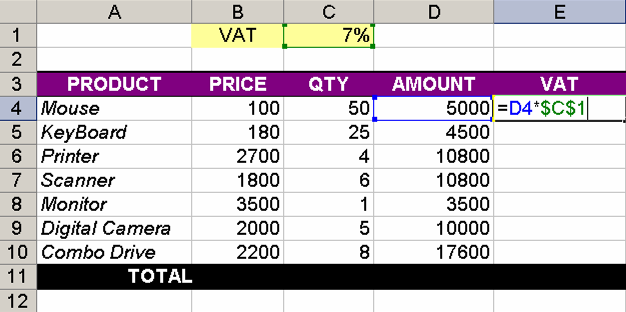 A B C D E
1 VAT 7%
2
3 PRODUCT PRICE QTY AMOUNT VAT
4 Mouse 100 50 5000 =D4*$C$1
5 KeyBoard 180 25 4500
6 Printer 2700 4 10800
7 Scanner 1800 6 10800
8 Monitor 3500 1 3500
9 Digital Camera 2000 5 10000
10 Combo Drive 2200 8 17600
11 TOTAL
12